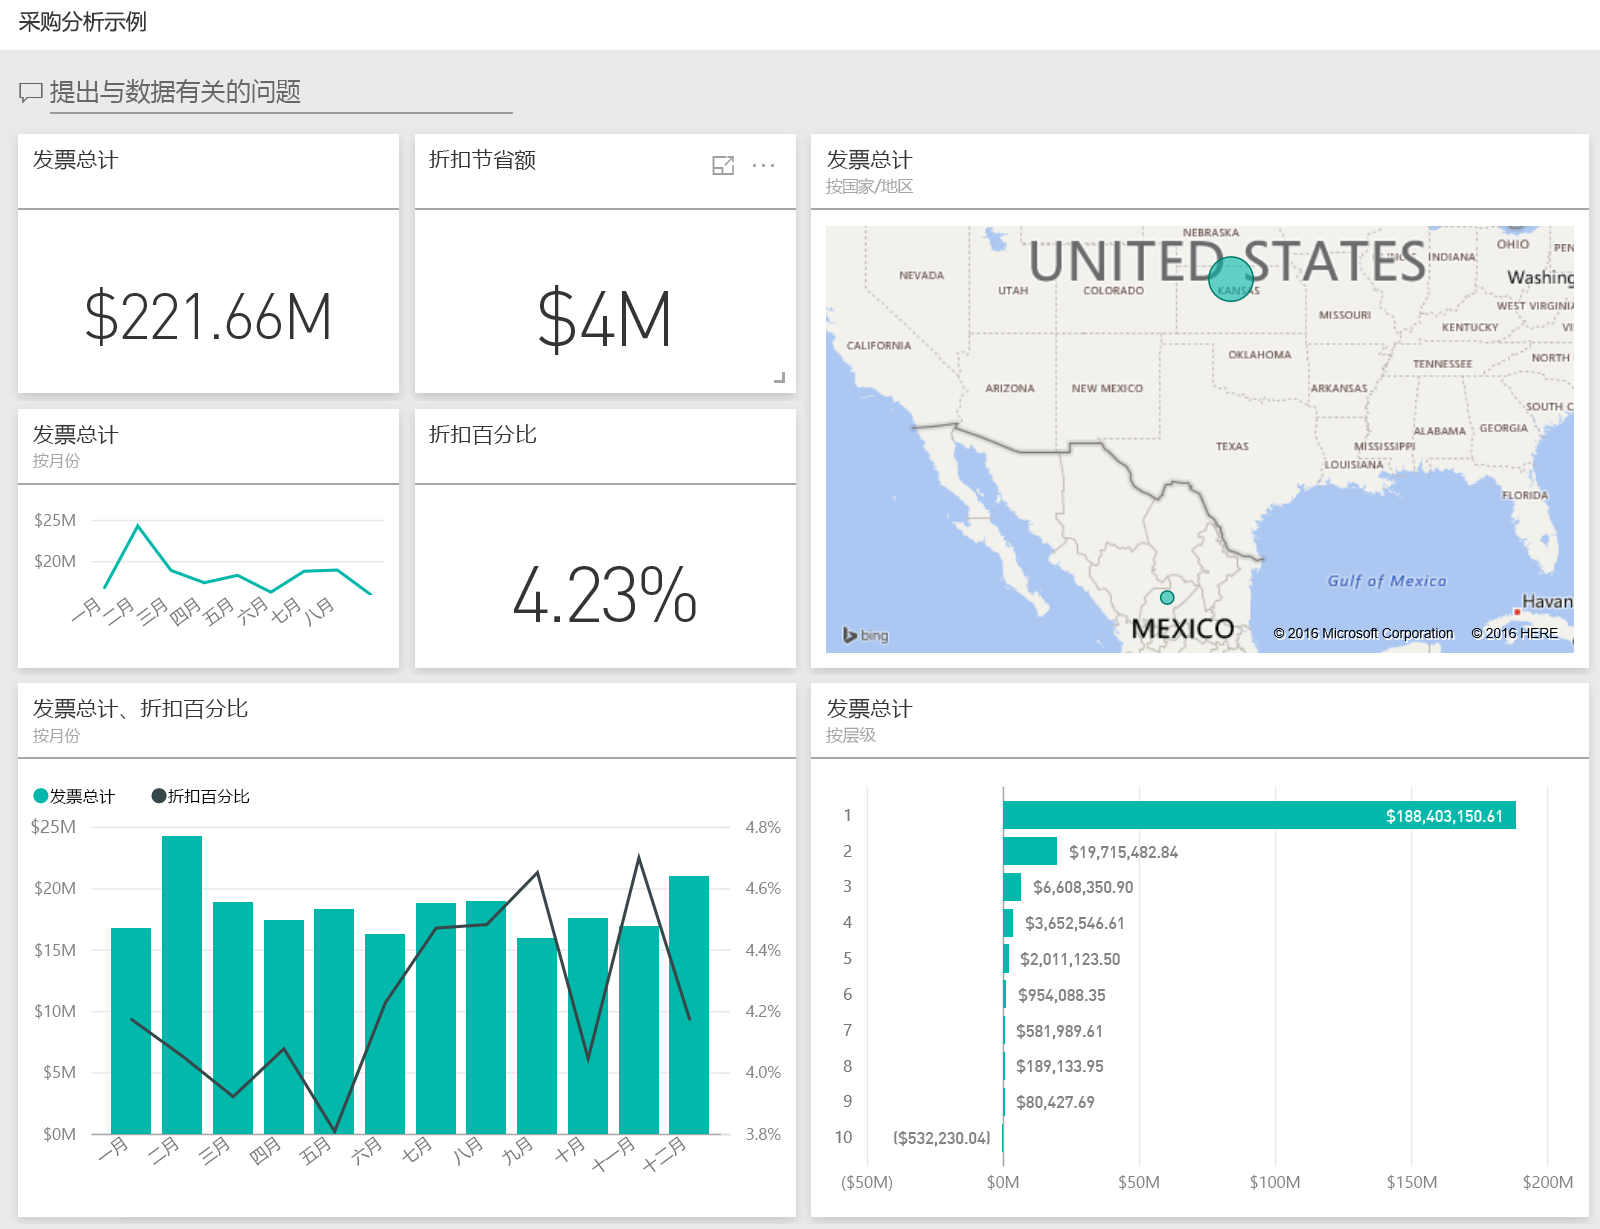 采购分析示例
提出与数据有关的问题
发票总计
$221.66M
折扣节省额
$4M
发票总计
按国家/地区
NEBRASKA
UNITED STATES
OHIO
INDIANA
NEVADA
Washing
UTAH
COLORADO
KANSAS
WEST VIRGINIA
MISSOURI
KENTUCKY
VI
CALIFORNIA
OKLAHOMA
TENNESSEE
NORTH
ARIZONA
NEW MEXICO
ARKANSAS
SOUTH C
ALABAMA
GEORGIA
TEXAS
MISSISSIPPI
LOUISIANA
FLORIDA
Gulf of Mexico
Havan
MEXICO
bing
© 2016 Microsoft Corporation © 2016 HERE
发票总计
按月份
$25M
$20M
一月
二月
三月
四月
五月
六月
七月
八月
折扣百分比
4.23%
发票总计、折扣百分比
按月份
发票总计 折扣百分比
$25M 4.8%
$20M 4.6%
$15M 4.4%
$10M 4.2%
$5M 4.0%
$0M 3.8%
一月
二月
三月
四月
五月
六月
七月
八月
九月
十月
十一月
十二月
发票总计
按层级
1 $188,403,150.61
2 $19,715,482.84
3 $6,608,350.90
4 $3,652,546.61
5 $2,011,123.50
6 $954,088.35
7 $581,989.61
8 $189,133.95
9 $80,427.69
10 ($532,230.04)
($50M) $0M $50M $100M $150M $200M